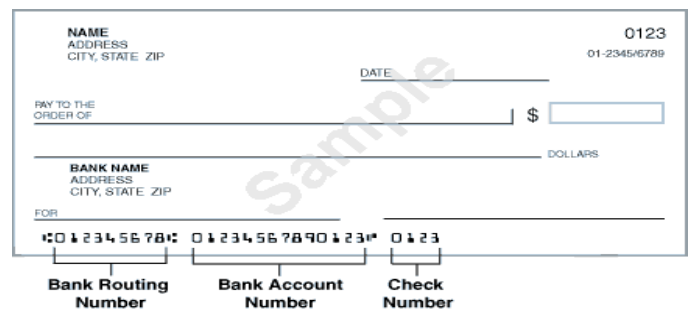 NAME
0123
ADDRESS
01-2345/6789
CITY, STATE ZIP
DATE
PAY TO THE
ORDER OF
$
DOLLARS
BANK NAME
ADDRESS
CITY, STATE ZIP
FOR
Sample
⑆012345678⑆ 01234567890123⑈ 0123
Bank Routing Number
Bank Account Number
Check Number